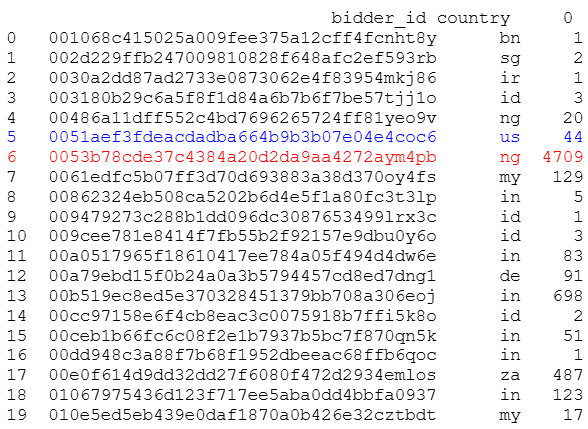 bidder_id country 0
0 001068c415025a009fee375a12cff4fcnht8y bn 1
1 002d229ffb247009810828f648afc2ef593rb sg 2
2 0030a2dd87ad2733e0873062e4f83954mkj86 ir 1
3 003180b29c6a5f8f1d84a6b7b6f7be57tjj1o id 3
4 00486a11dff552c4bd7696265724ff81yeo9v ng 20
5 0051aef3fdeacdadba664b9b3b07e04e4coc6 us 44
6 0053b78cde37c4384a20d2da9aa4272aym4pb ng 4709
7 0061edfc5b07ff3d70d693883a38d370oy4fs my 129
8 00862324eb508ca5202b6d4e5f1a80fc3t3lp in 5
9 009479273c288b1dd096dc3087653499lrx3c id 1
10 009cee781e8414f7fb55b2f92157e9dbu0y6o id 3
11 00a0517965f18610417ee784a05f494d4dw6e in 83
12 00a79ebd15f0b24a0a3b5794457cd8ed7dng1 de 91
13 00b519ec8ed5e370328451379bb708a306eoj in 698
14 00cc97158e6f4cb8eac3c0075918b7ffi5k8o id 2
15 00ceb1b66fc6c08f2e1b7937b5bc7f870qn5k in 51
16 00dd948c3a88f7b68f1952dbeeac68ffb6qoc in 1
17 00e0f614d9dd32dd27f6080f472d2934emlos za 487
18 01067975436d123f717ee5aba0dd4bbfa0937 in 123
19 010e5ed5eb439e0daf1870a0b426e32cztbdt my 17